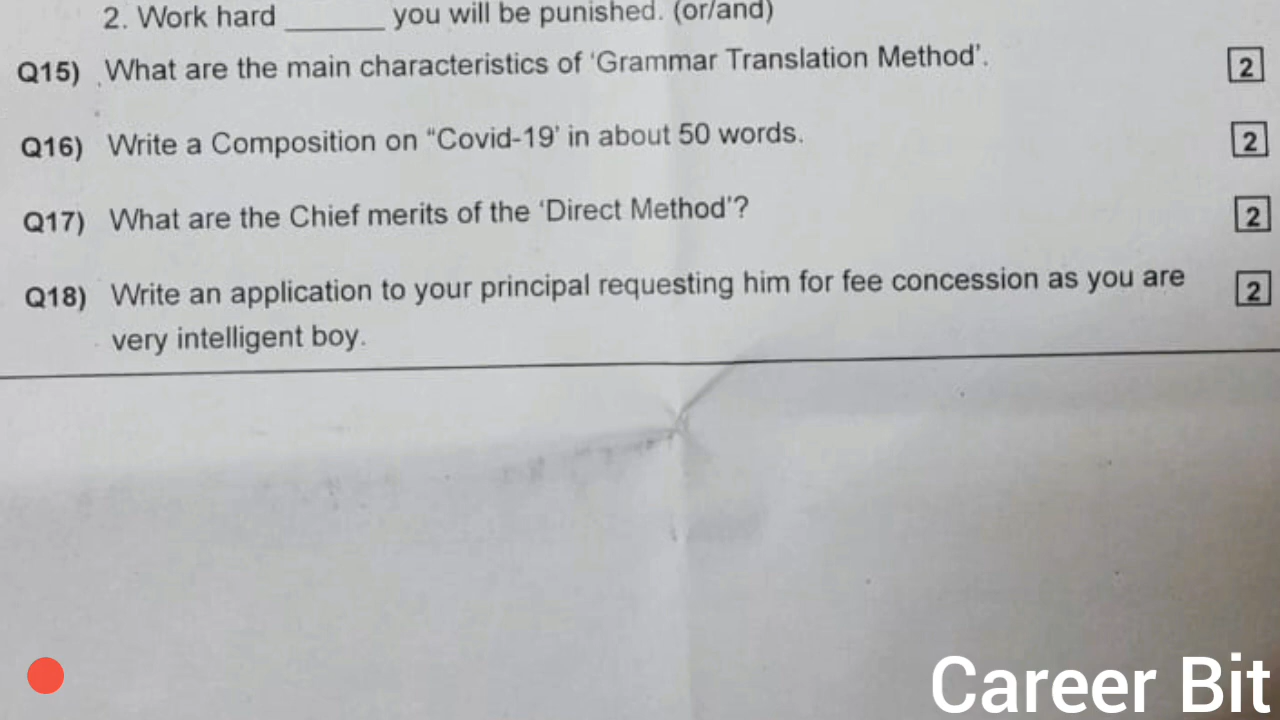 2. Work hard ______ you will be punished. (or/and)
Q15) What are the main characteristics of ‘Grammar Translation Method’. 2
Q16) Write a Composition on “Covid-19’ in about 50 words. 2
Q17) What are the Chief merits of the ‘Direct Method’? 2
Q18) Write an application to your principal requesting him for fee concession as you are 2
very intelligent boy.
Career Bit